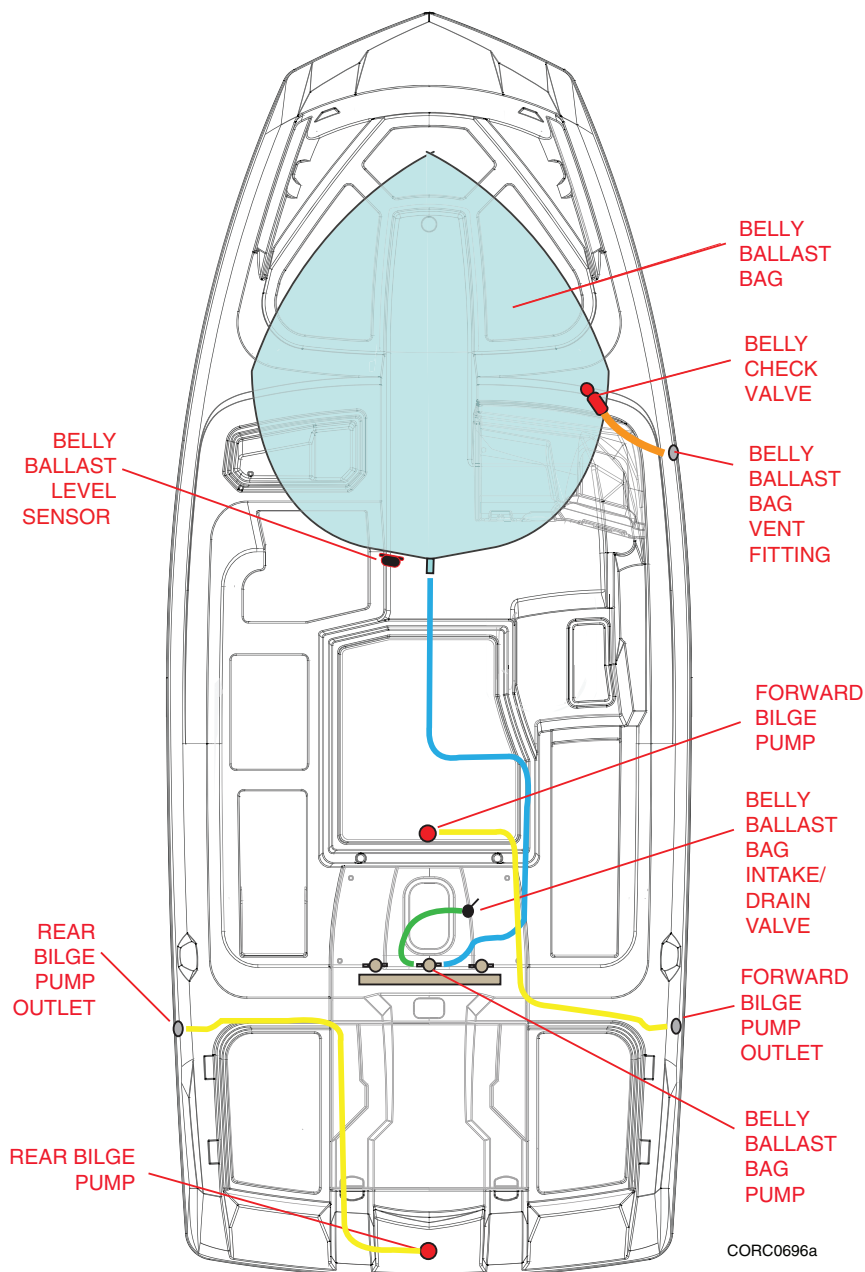 BELLY
BALLAST
BAG
BELLY
CHECK
VALVE
BELLY
BALLAST
LEVEL
SENSOR
BELLY
BALLAST
BAG
VENT
FITTING
FORWARD
BILGE
PUMP
BELLY
BALLAST
BAG
INTAKE/
DRAIN
VALVE
REAR
BILGE
PUMP
OUTLET
FORWARD
BILGE
PUMP
OUTLET
BELLY
BALLAST
BAG
PUMP
REAR BILGE
PUMP
CORC0696a